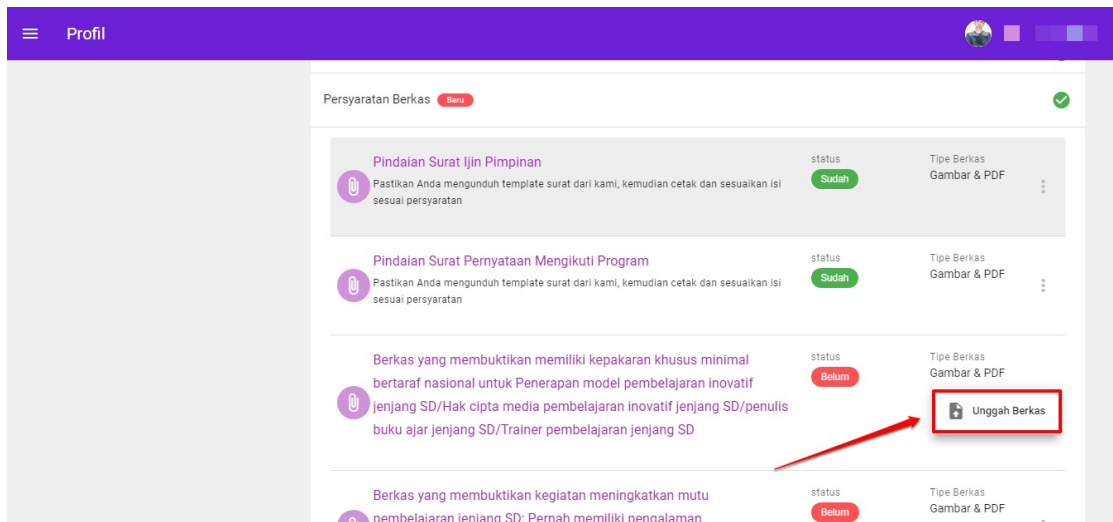 Profil
Persyaratan Berkas Baru
Pindaian Surat Ijin Pimpinan
Pastikan Anda mengunduh template surat dari kami, kemudian cetak dan sesuaikan isi
sesuai persyaratan
status
Sudah
Tipe Berkas
Gambar & PDF
Pindaian Surat Pernyataan Mengikuti Program
Pastikan Anda mengunduh template surat dari kami, kemudian cetak dan sesuaikan isi
sesuai persyaratan
status
Sudah
Tipe Berkas
Gambar & PDF
Berkas yang membuktikan memiliki kepakaran khusus minimal
bertaraf nasional untuk Penerapan model pembelajaran inovatif
jenjang SD/Hak cipta media pembelajaran inovatif jenjang SD/penulis
buku ajar jenjang SD/Trainer pembelajaran jenjang SD
status
Belum
Tipe Berkas
Gambar & PDF
Unggah Berkas
Berkas yang membuktikan kegiatan meningkatkan mutu
pembelajaran jenjang SD: Pernah memiliki pengalaman
status
Belum
Tipe Berkas
Gambar & PDF